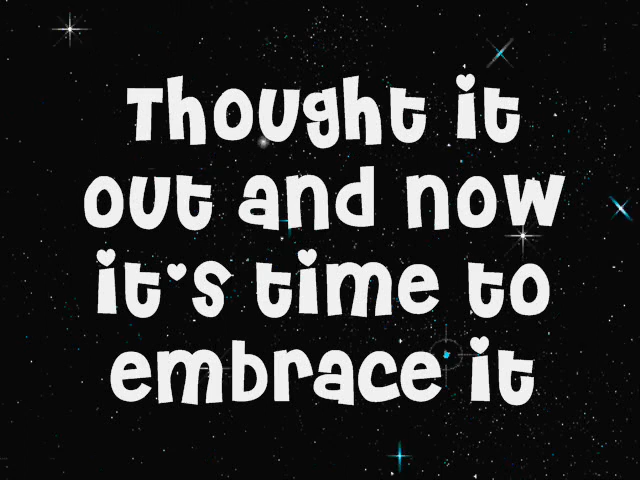 Thought it
out and now
it's time to
embrace it